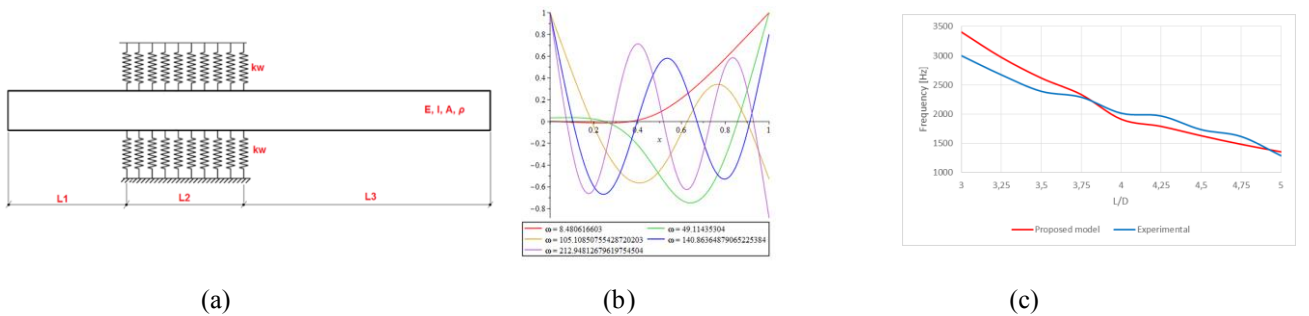 kw
E, I, A, ρ
kw
L1
L2
L3
(a)
1
0.8
0.6
0.4
0.2
0
0.2
0.4
x
0.6
0.8
1
-0.2
-0.4
-0.6
-0.8
ω = 8.480616603
ω = 49.11435304
ω = 105.10850755428720203
ω = 140.86364879065225384
ω = 212.94812679619754504
(b)
3500
3000
2500
2000
1500
1000
Frequency [Hz]
3
3,25
3,5
3,75
4
4,25
4,5
4,75
5
L/D
Proposed model
Experimental
(c)